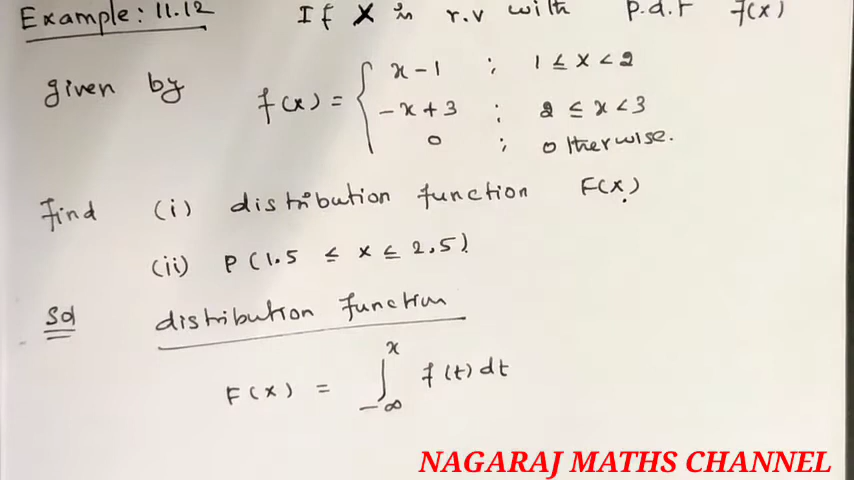 Example: 11.12 If X is r.v with p.d.f f(x)
given by f(x) = { x - 1 ; 1 ≤ x < 2
- x + 3 ; 2 ≤ x < 3
0 ; otherwise.
Find (i) distribution function F(x)
(ii) P(1.5 ≤ x ≤ 2.5)
Sol distribution function
F(x) = ∫_{-∞}^{x} f(t) dt
NAGARAJ MATHS CHANNEL